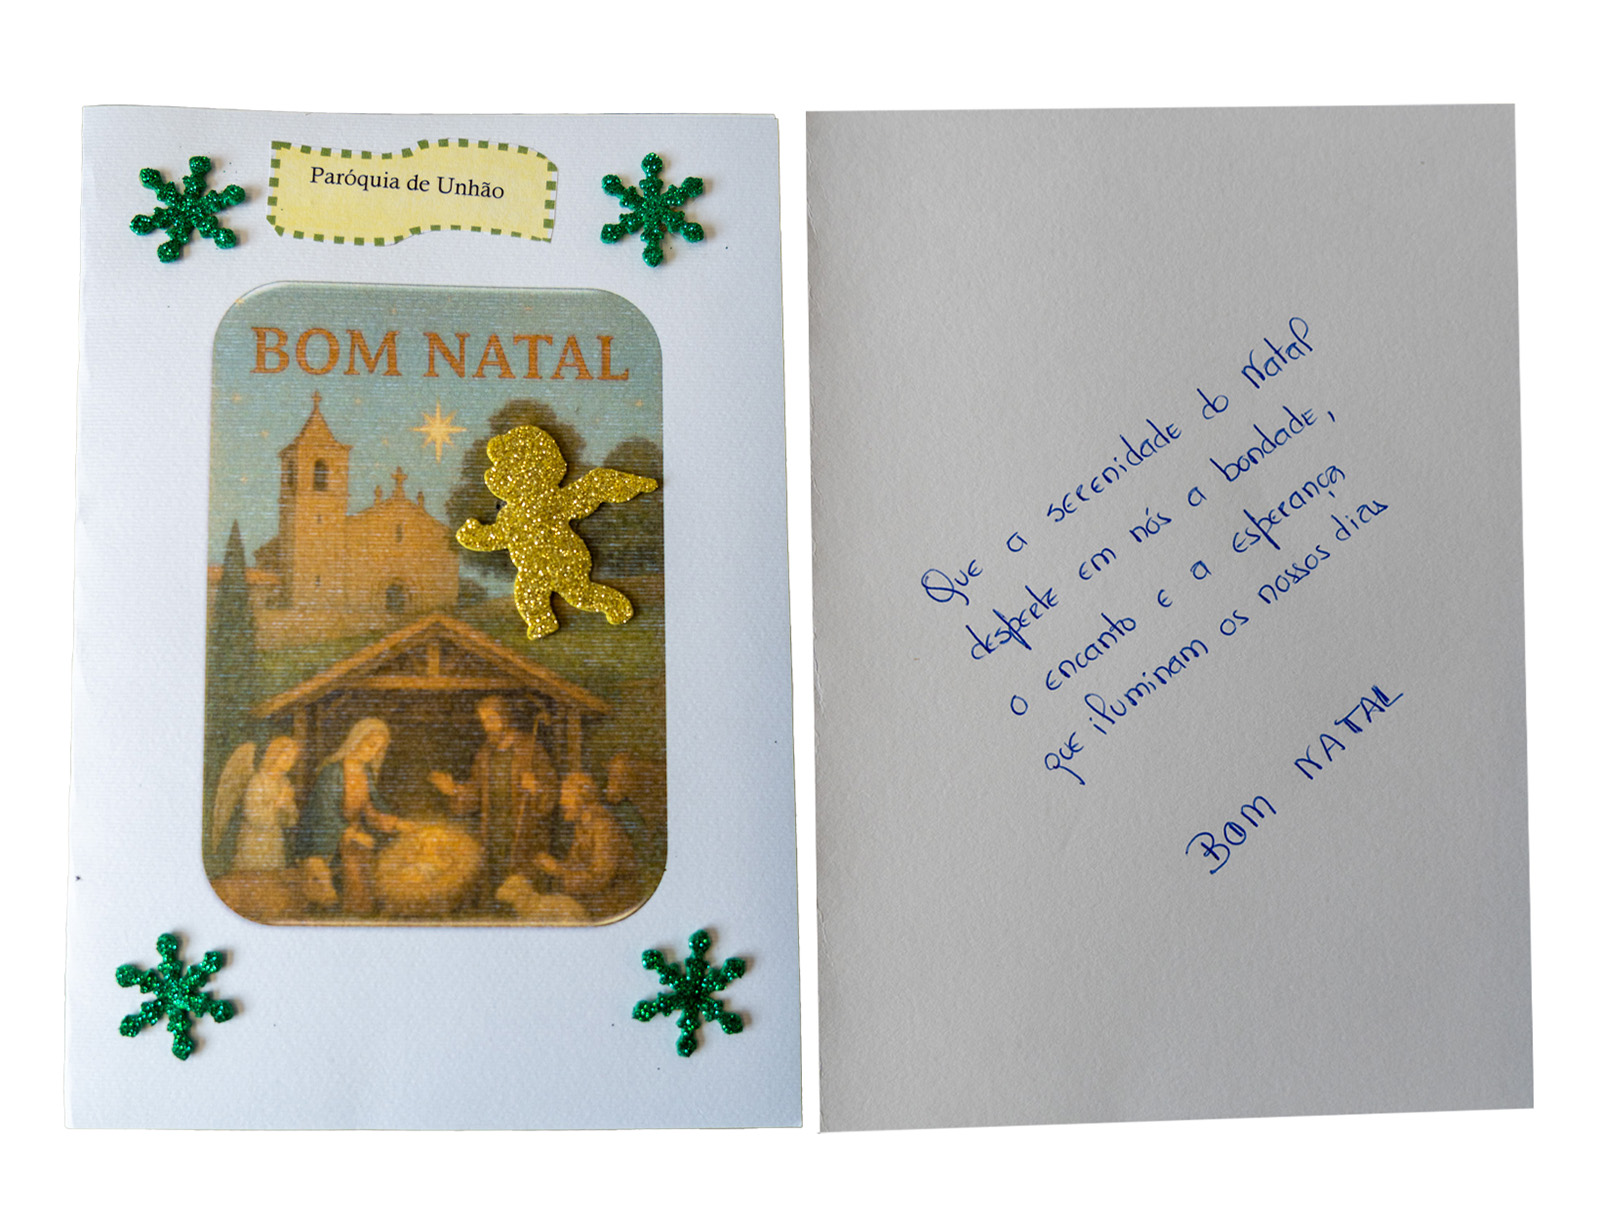 Paróquia de Unhão
BOM NATAL
Que a serenidade do Natal
desperte em nós a bondade,
o encanto e a esperança
que iluminam os nossos dias
BOM NATAL